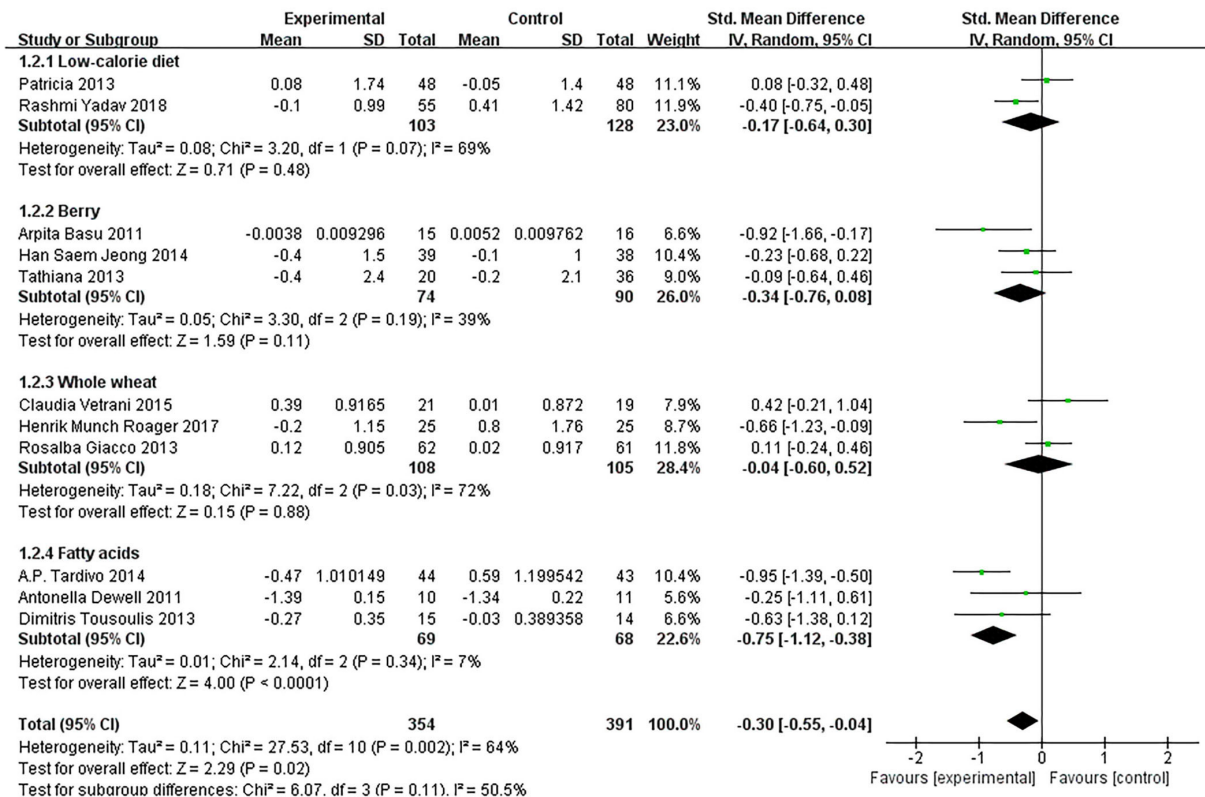 Experimental Control Std. Mean Difference Std. Mean Difference
Study or Subgroup Mean SD Total Mean SD Total Weight IV, Random, 95% CI IV, Random, 95% CI
1.2.1 Low-calorie diet
Patricia 2013 0.08 1.74 48 -0.05 1.4 48 11.1% 0.08 [-0.32, 0.48]
Rashmi Yadav 2018 -0.1 0.99 55 0.41 1.42 80 11.9% -0.40 [-0.75, -0.05]
Subtotal (95% CI) 103 128 23.0% -0.17 [-0.64, 0.30]
Heterogeneity: Tau² = 0.08; Chi² = 3.20, df = 1 (P = 0.07); I² = 69%
Test for overall effect: Z = 0.71 (P = 0.48)
1.2.2 Berry
Arpita Basu 2011 -0.0038 0.009296 15 0.0052 0.009762 16 6.6% -0.92 [-1.66, -0.17]
Han Saem Jeong 2014 -0.4 1.5 39 -0.1 1 38 10.4% -0.23 [-0.68, 0.22]
Tathiana 2013 -0.4 2.4 20 -0.2 2.1 36 9.0% -0.09 [-0.64, 0.46]
Subtotal (95% CI) 74 90 26.0% -0.34 [-0.76, 0.08]
Heterogeneity: Tau² = 0.05; Chi² = 3.30, df = 2 (P = 0.19); I² = 39%
Test for overall effect: Z = 1.59 (P = 0.11)
1.2.3 Whole wheat
Claudia Vetrani 2015 0.39 0.9165 21 0.01 0.872 19 7.9% 0.42 [-0.21, 1.04]
Henrik Munch Roager 2017 -0.2 1.15 25 0.8 1.76 25 8.7% -0.66 [-1.23, -0.09]
Rosalba Giacco 2013 0.12 0.905 62 0.02 0.917 61 11.8% 0.11 [-0.24, 0.46]
Subtotal (95% CI) 108 105 28.4% -0.04 [-0.60, 0.52]
Heterogeneity: Tau² = 0.18; Chi² = 7.22, df = 2 (P = 0.03); I² = 72%
Test for overall effect: Z = 0.15 (P = 0.88)
1.2.4 Fatty acids
A.P. Tardivo 2014 -0.47 1.010149 44 0.59 1.199542 43 10.4% -0.95 [-1.39, -0.50]
Antonella Dewell 2011 -1.39 0.15 10 -1.34 0.22 11 5.6% -0.25 [-1.11, 0.61]
Dimitris Tousoulis 2013 -0.27 0.35 15 -0.03 0.389358 14 6.6% -0.63 [-1.38, 0.12]
Subtotal (95% CI) 69 68 22.6% -0.75 [-1.12, -0.38]
Heterogeneity: Tau² = 0.01; Chi² = 2.14, df = 2 (P = 0.34); I² = 7%
Test for overall effect: Z = 4.00 (P < 0.0001)
Total (95% CI) 354 391 100.0% -0.30 [-0.55, -0.04]
Heterogeneity: Tau² = 0.11; Chi² = 27.53, df = 10 (P = 0.002); I² = 64%
Test for overall effect: Z = 2.29 (P = 0.02)
Test for subgroup differences: Chi² = 6.07, df = 3 (P = 0.11), I² = 50.5%
-2 -1 0 1 2
Favours [experimental] Favours [control]